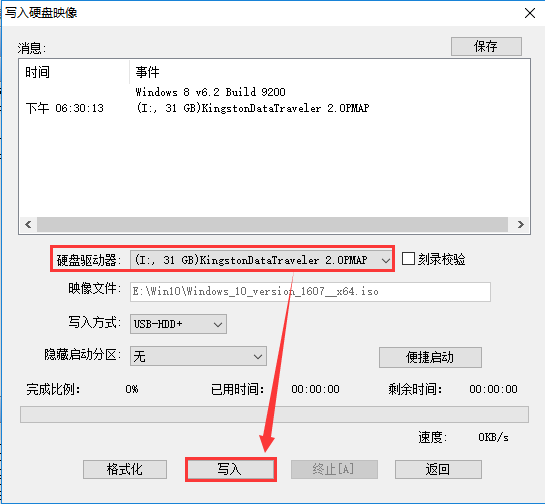 写入硬盘映像
消息:
保存
时间 事件
Windows 8 v6.2 Build 9200
下午 06:30:13 (I:, 31 GB)KingstonDataTraveler 2.0PMAP
硬盘驱动器: (I:, 31 GB)KingstonDataTraveler 2.0PMAP 刻录校验
映像文件: E:\Win10\Windows_10_version_1607__x64.iso
写入方式: USB-HDD+
隐藏启动分区: 无 便捷启动
完成比例: 0% 已用时间: 00:00:00 剩余时间: 00:00:00
速度: 0KB/s
格式化 写入 终止[A] 返回